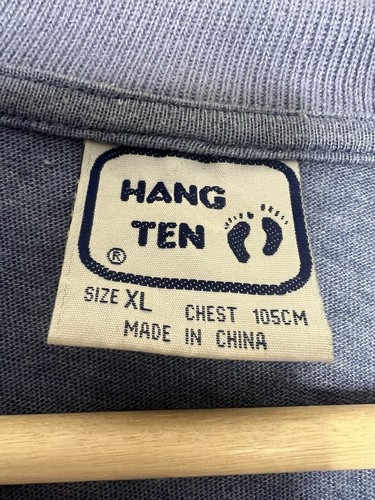 HANG
TEN
®
SIZE XL CHEST 105CM
MADE IN CHINA